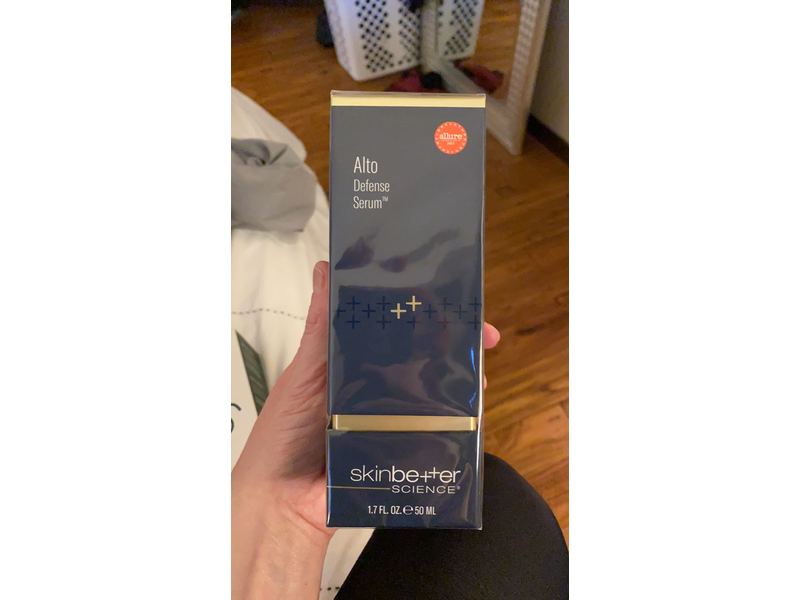 allure
Alto
Defense
Serum™
skinbetter
SCIENCE®
1.7 FL. OZ. ℮ 50 ML